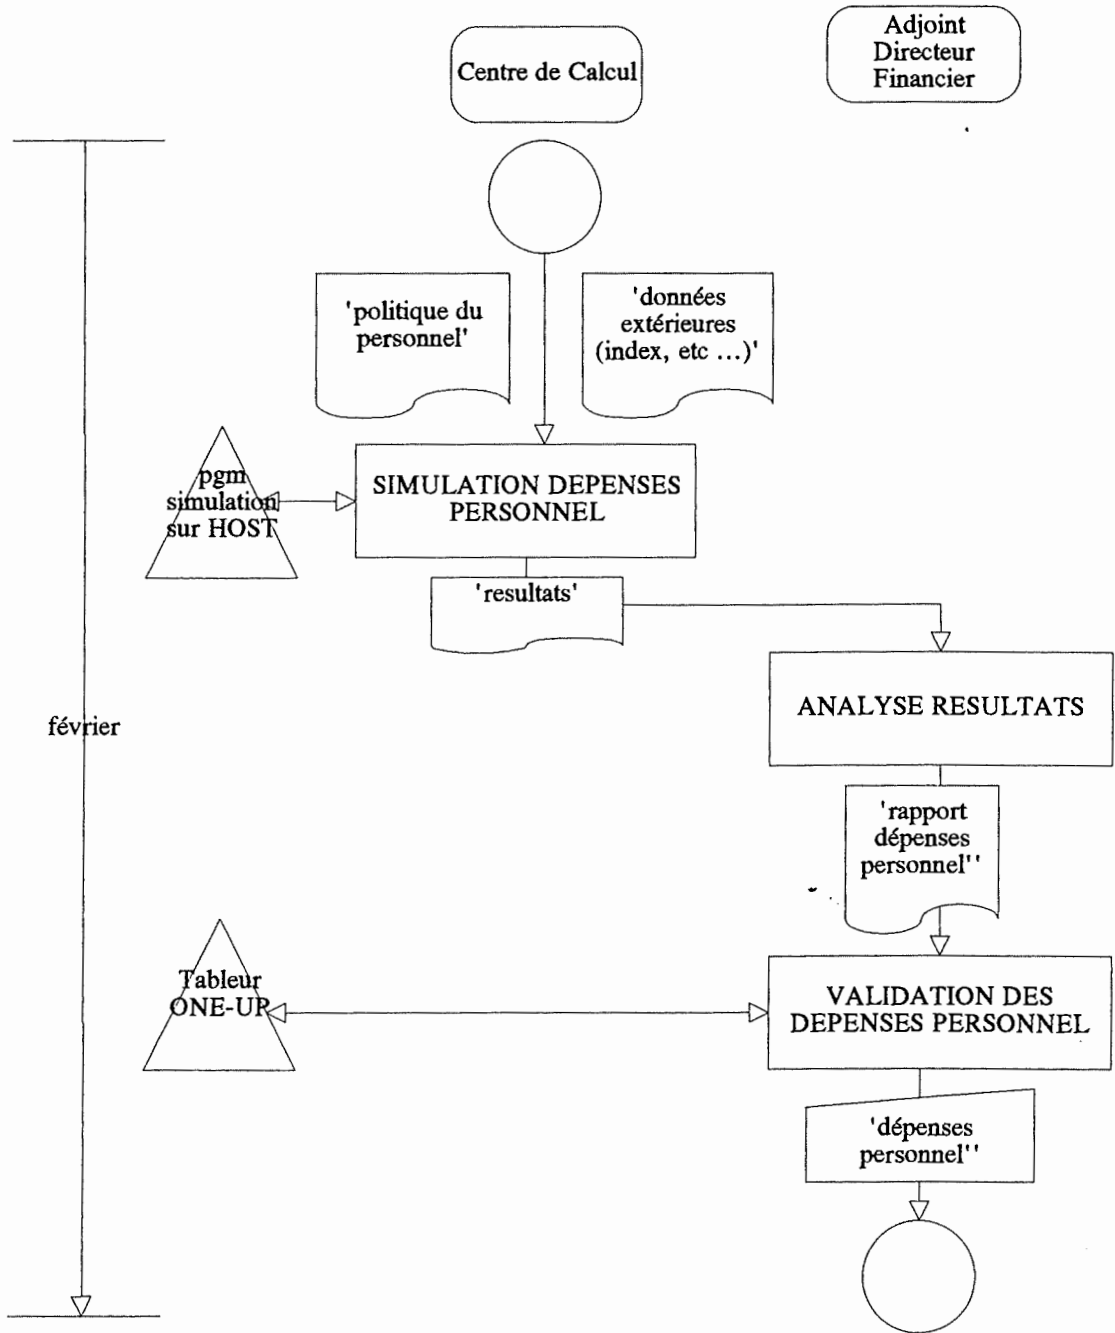 Centre de Calcul
Adjoint
Directeur
Financier
'politique du
personnel'
'données
extérieures
(index, etc ...)'
pgm
simulation
sur HOST
SIMULATION DEPENSES
PERSONNEL
'resultats'
ANALYSE RESULTATS
février
'rapport
dépenses
personnel''
Tableur
ONE-UP
VALIDATION DES
DEPENSES PERSONNEL
'dépenses
personnel''